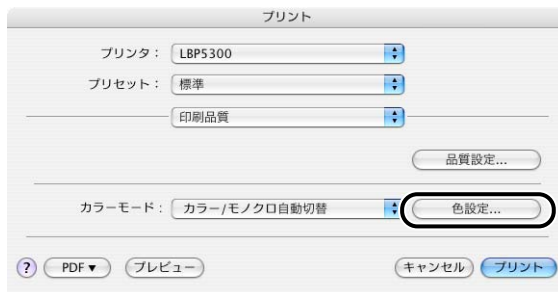 プリント
プリンタ： LBP5300
プリセット： 標準
印刷品質
品質設定...
カラーモード： カラー/モノクロ自動切替 色設定...
? PDF▼ プレビュー キャンセル プリント